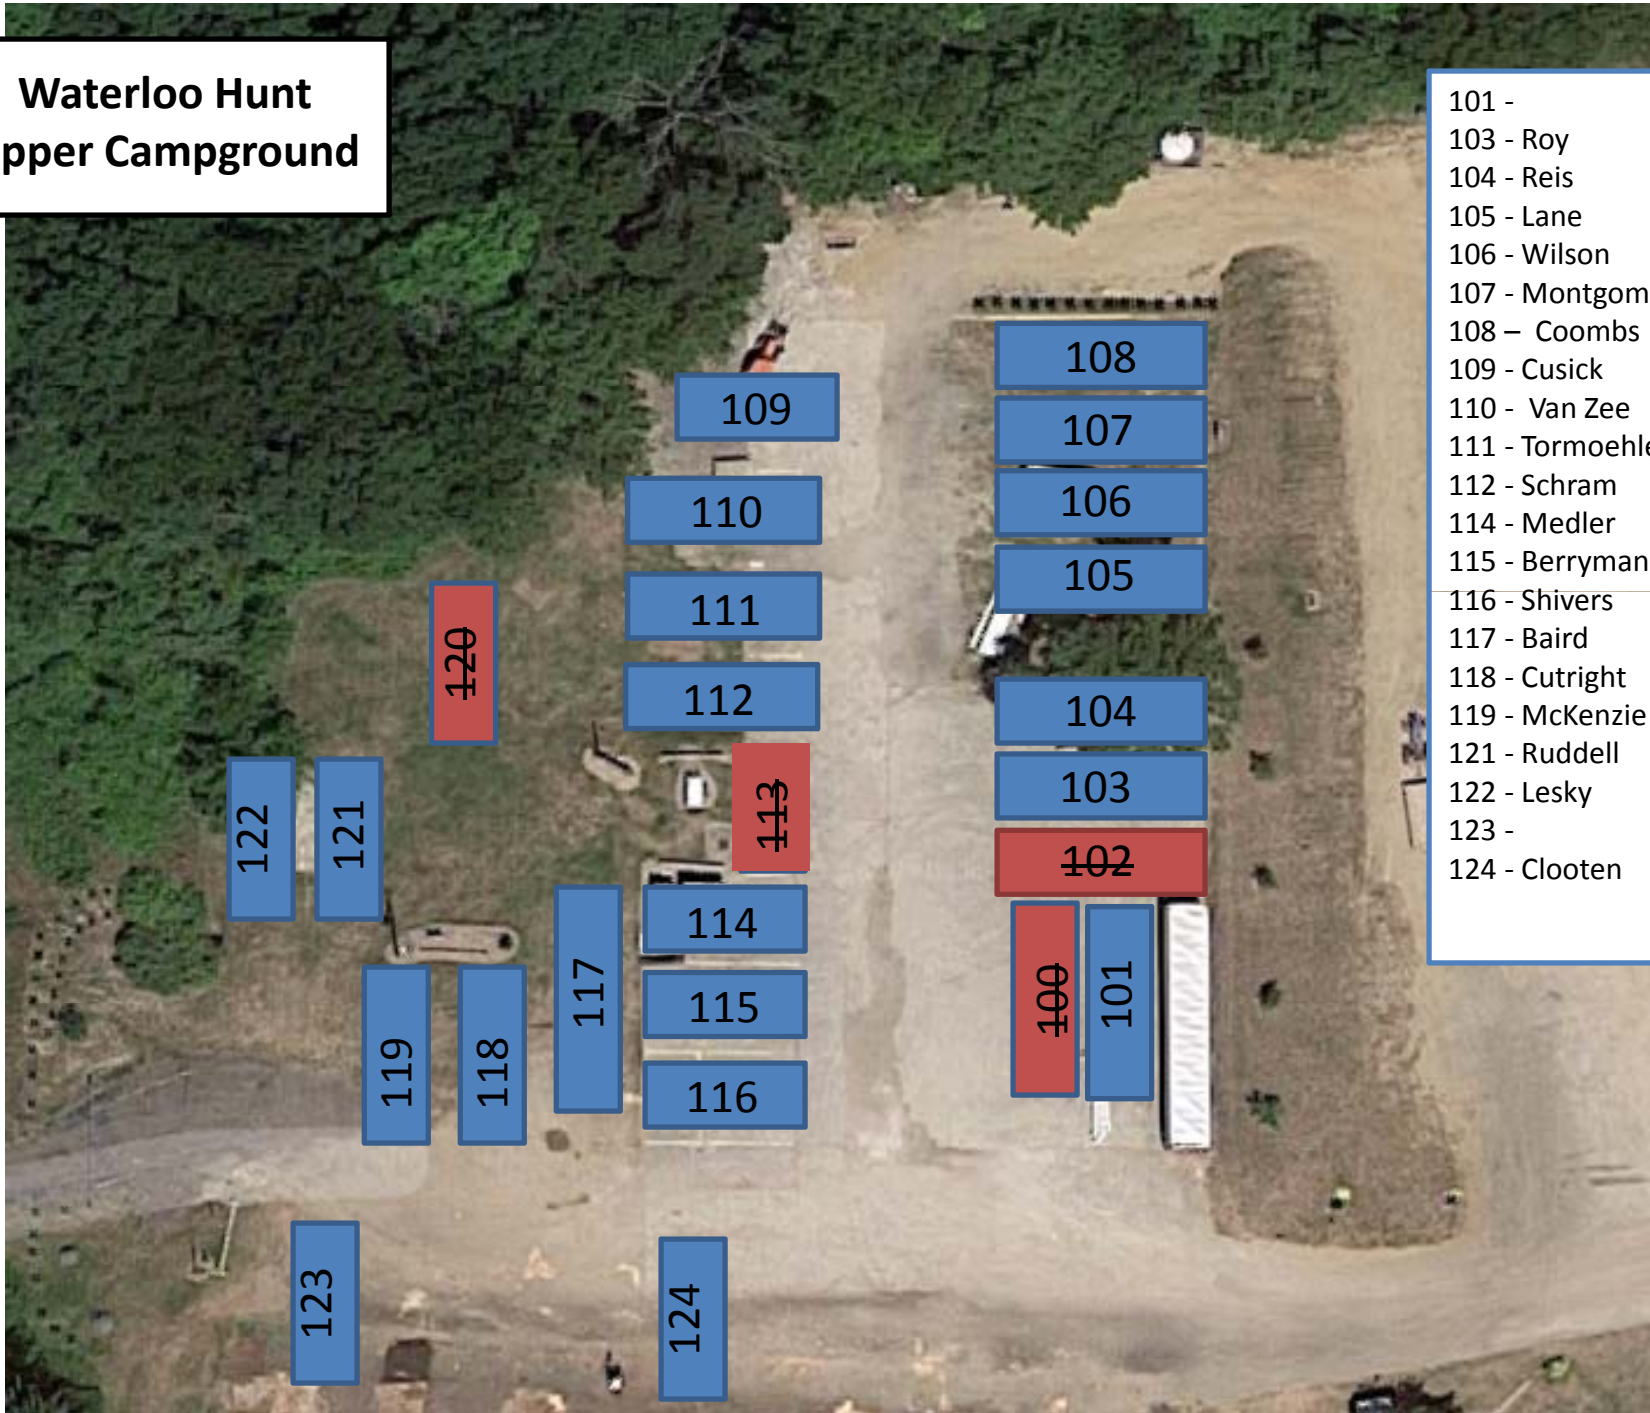 Waterloo Hunt
pper Campground
101 -
103 - Roy
104 - Reis
105 - Lane
106 - Wilson
107 - Montgom
108 – Coombs
109 - Cusick
110 - Van Zee
111 - Tormoehle
112 - Schram
114 - Medler
115 - Berryman
116 - Shivers
117 - Baird
118 - Cutright
119 - McKenzie
121 - Ruddell
122 - Lesky
123 -
124 - Clooten
108
109
107
110
106
105
111
120
112
104
113
103
122
121
102
114
117
115
100
101
119
118
116
123
124